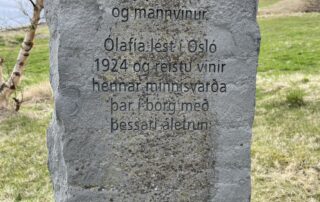 og mannvinur.
Ólafía lést í Osló
1924 og reistu vinir
hennar minnisvarða
þar í borg með
þessari áletrun: